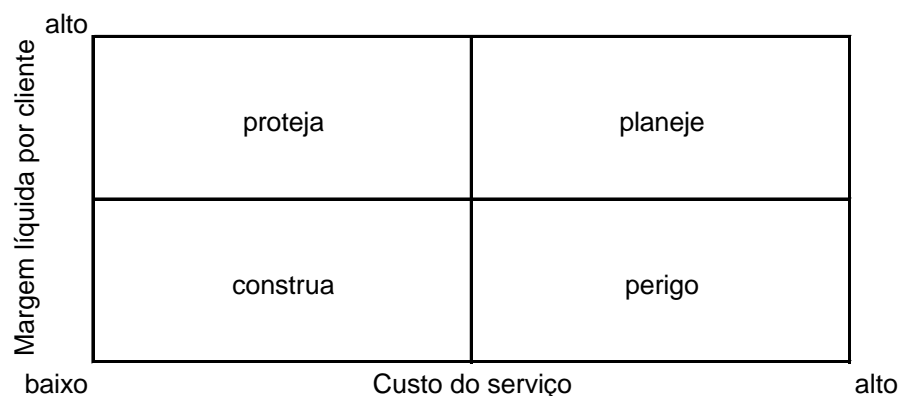 alto
Margem líquida por cliente
proteja
planeje
construa
perigo
baixo
Custo do serviço
alto